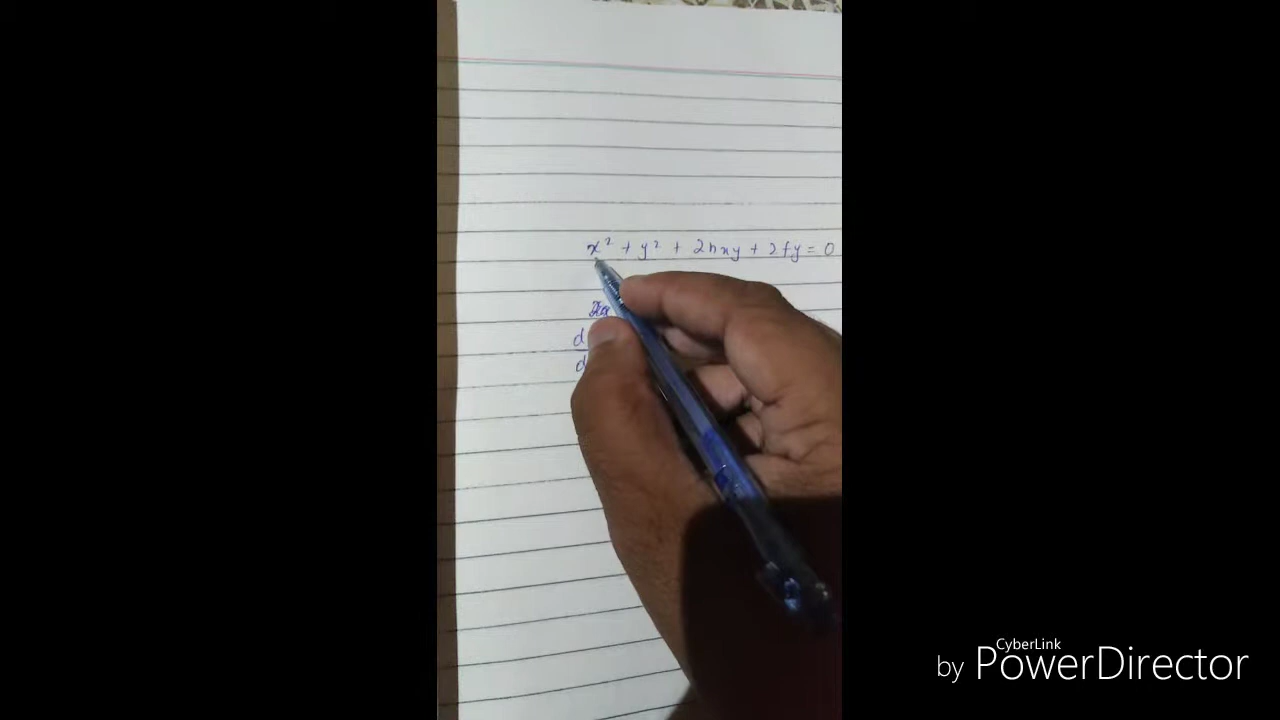 x² + y² + 2hxy + 2fy = 0
d
d
CyberLink
by PowerDirector